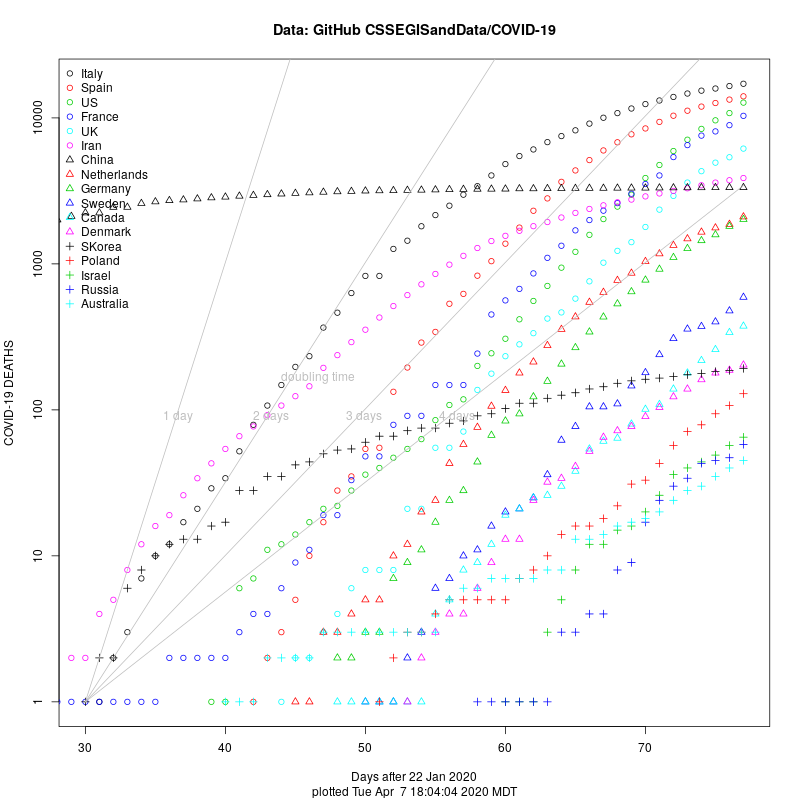 Data: GitHub CSSEGISandData/COVID-19
Italy
Spain
US
France
UK
Iran
China
Netherlands
Germany
Sweden
Canada
Denmark
SKorea
Poland
Israel
Russia
Australia
doubling time
1 day
2 days
3 days
4 days
COVID-19 DEATHS
10000
1000
100
10
1
30
40
50
60
70
Days after 22 Jan 2020
plotted Tue Apr 7 18:04:04 2020 MDT